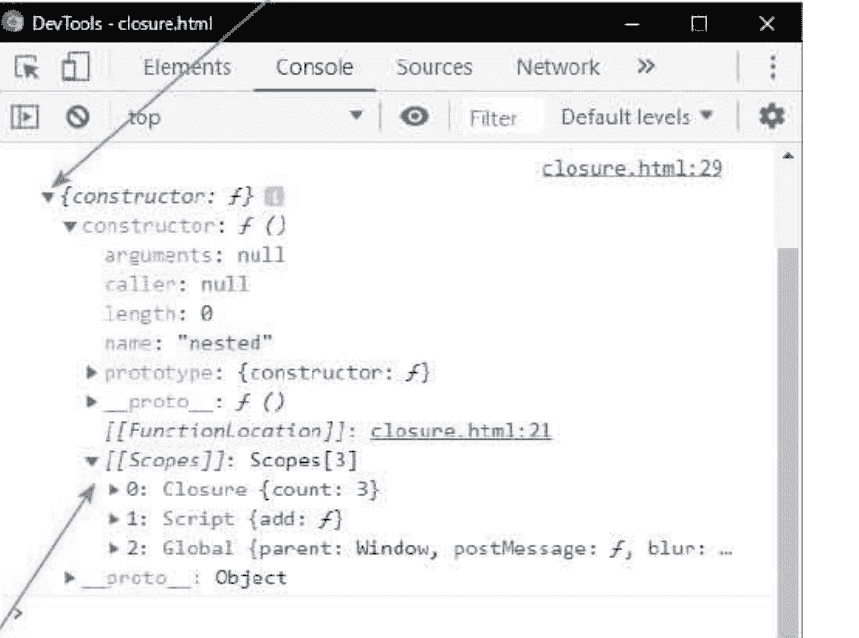 DevTools - closure.html
Elements Console Sources Network »
top Filter Default levels ▼
closure.html:29
▼{constructor: ƒ} i
▼constructor: ƒ ()
arguments: null
caller: null
length: 0
name: "nested"
▶prototype: {constructor: ƒ}
▶__proto__: ƒ ()
[[FunctionLocation]]: closure.html:21
▼[[Scopes]]: Scopes[3]
▶0: Closure {count: 3}
▶1: Script {add: ƒ}
▶2: Global {parent: Window, postMessage: ƒ, blur: …
▶__proto__: Object
>